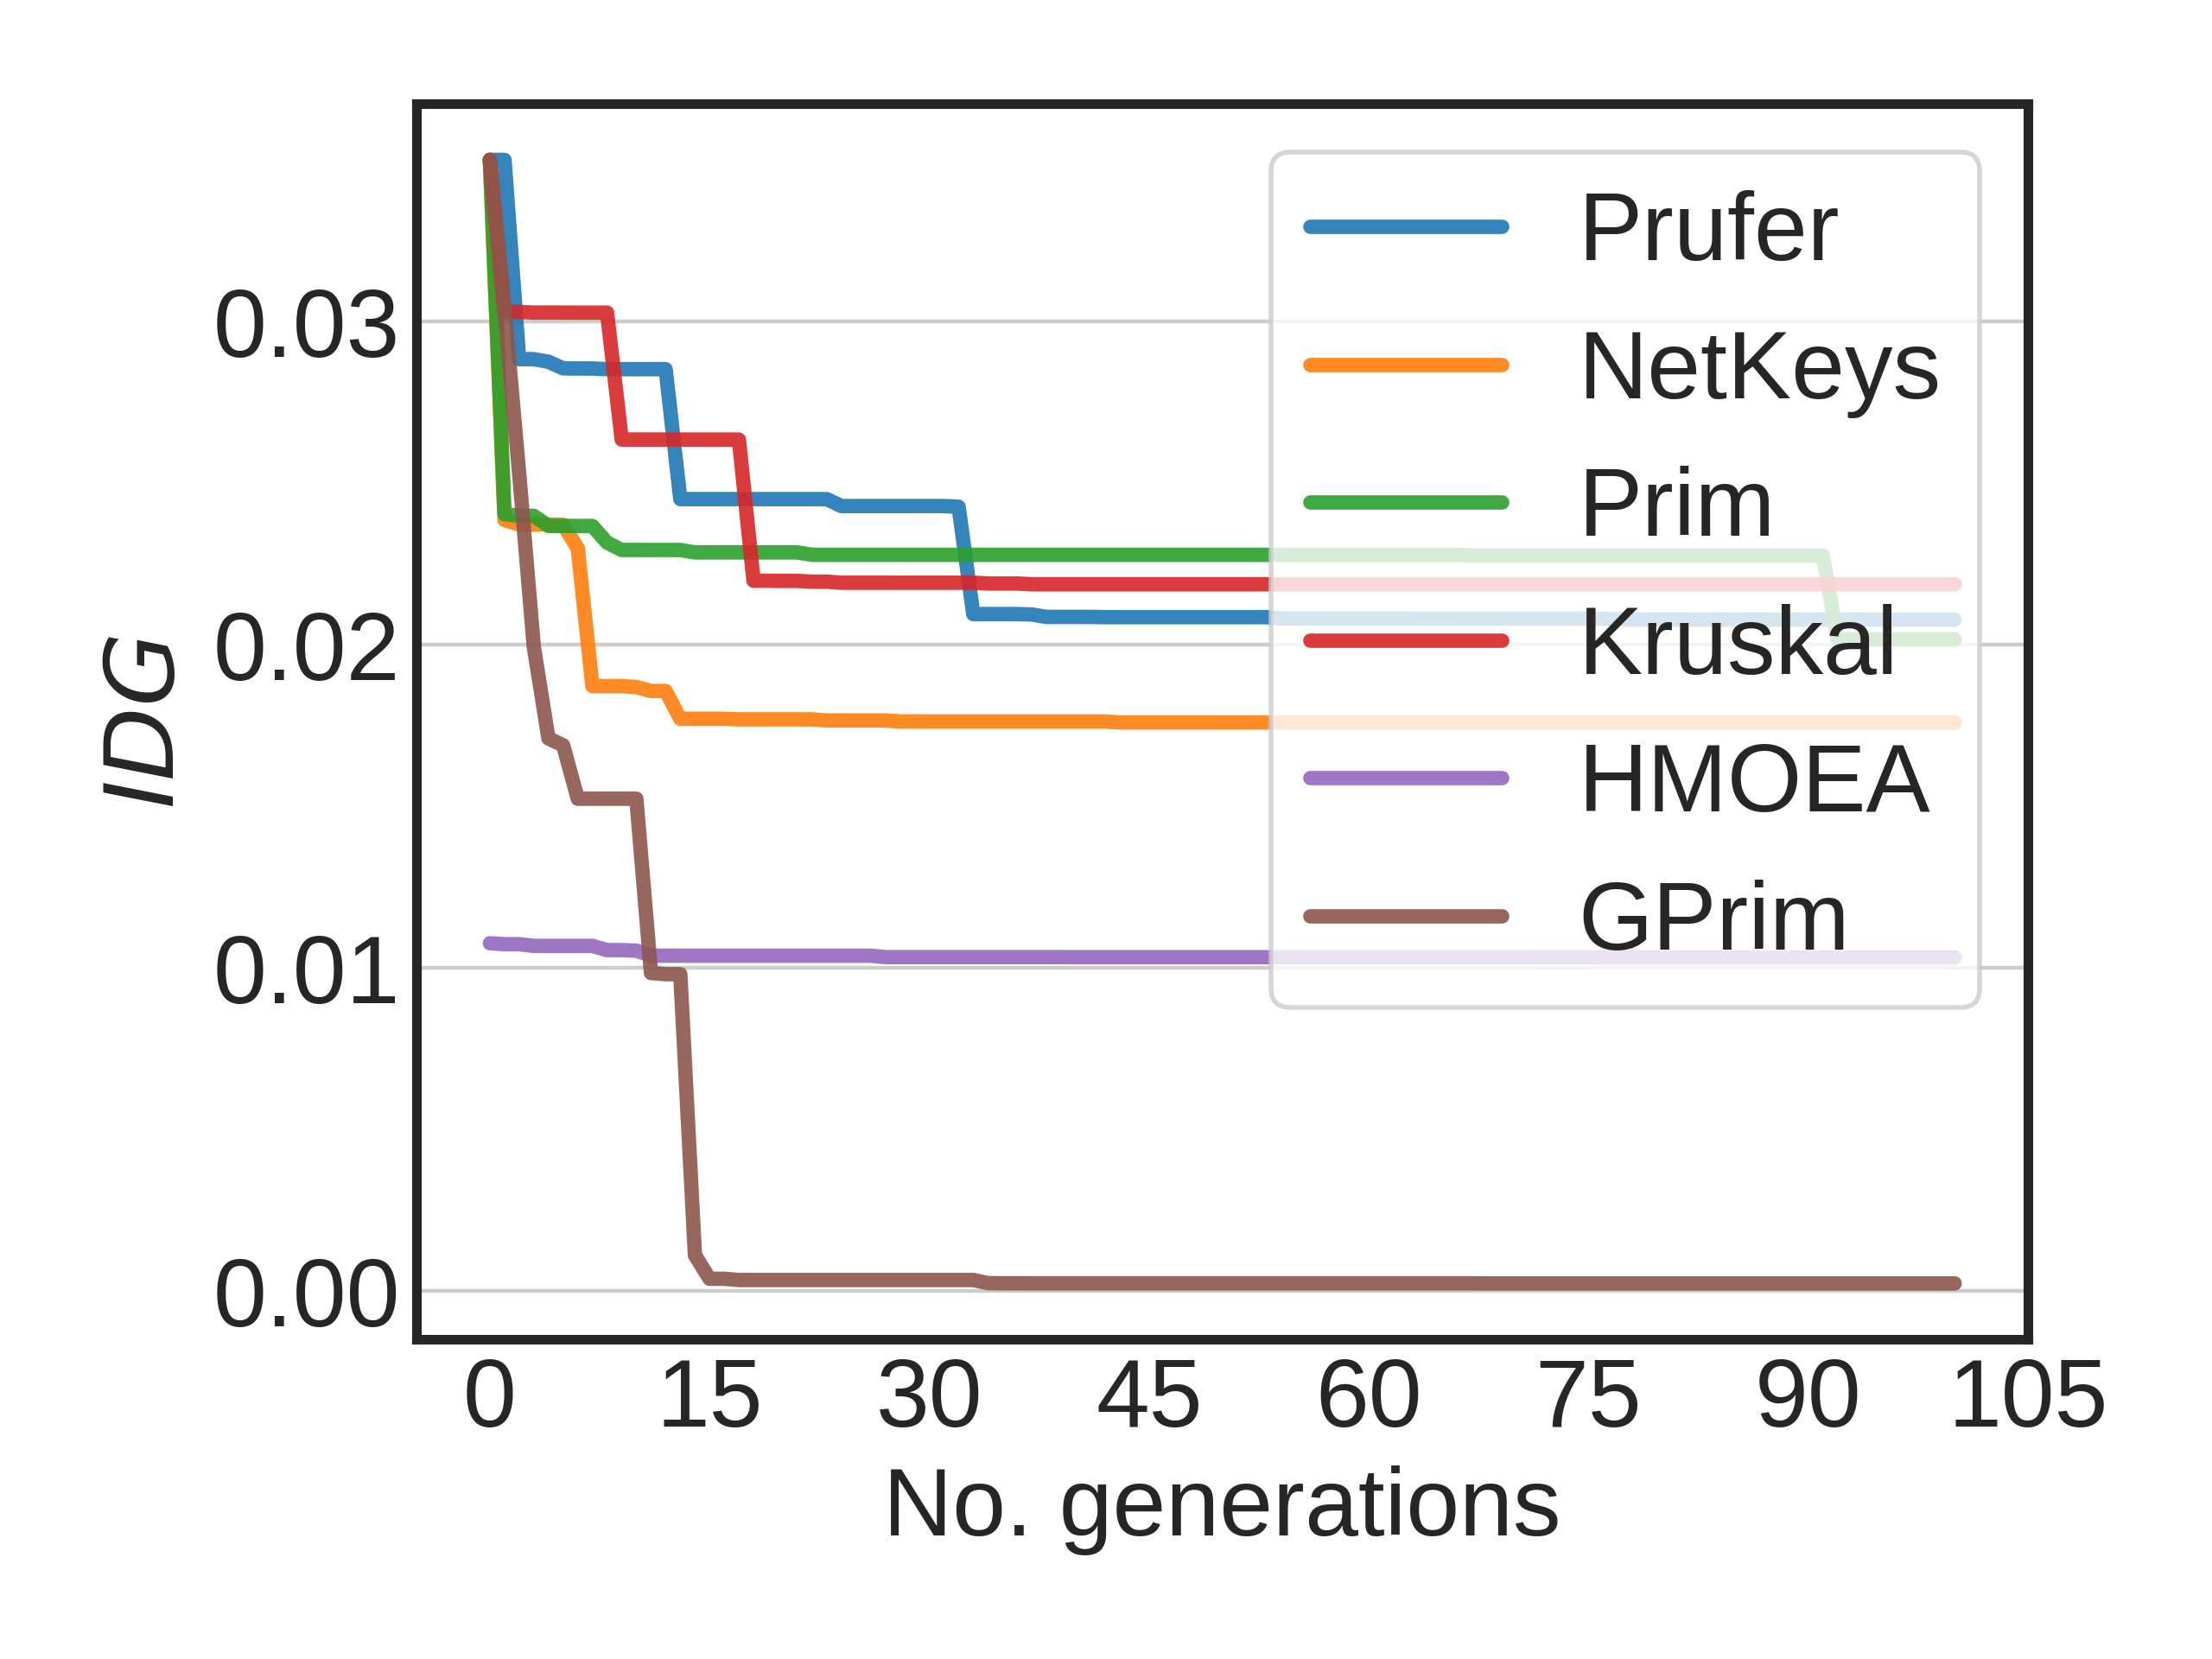 Prufer
NetKeys
Prim
Kruskal
HMOEA
GPrim
0.03
0.02
0.01
0.00
IDG
0 15 30 45 60 75 90 105
No. generations